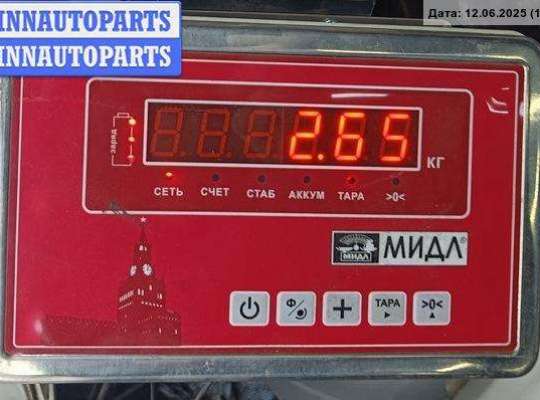 INNAUTOPARTS
INNAUTOPARTS
Дата: 12.06.2025 (1
заряд
2.65
КГ
СЕТЬ СЧЕТ СТАБ АККУМ ТАРА >0<
МИДЛ МИДЛ®
Ф/ + ТАРА >0<